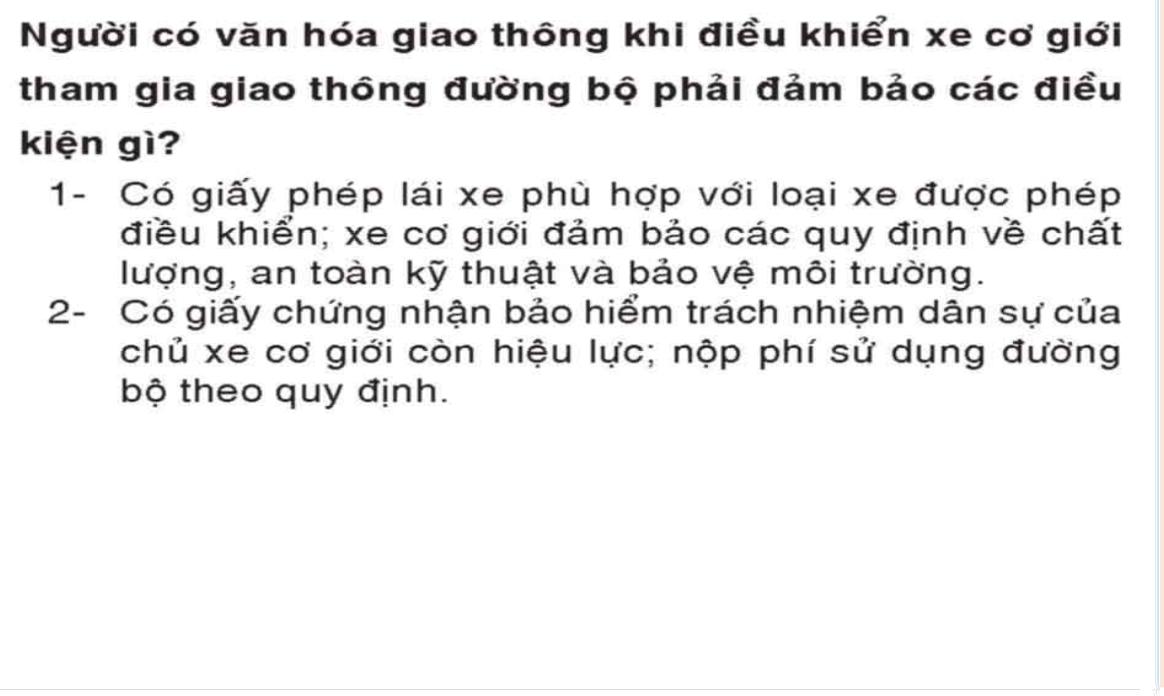 Người có văn hóa giao thông khi điều khiển xe cơ giới
tham gia giao thông đường bộ phải đảm bảo các điều
kiện gì?
1- Có giấy phép lái xe phù hợp với loại xe được phép
điều khiển; xe cơ giới đảm bảo các quy định về chất
lượng, an toàn kỹ thuật và bảo vệ môi trường.
2- Có giấy chứng nhận bảo hiểm trách nhiệm dân sự của
chủ xe cơ giới còn hiệu lực; nộp phí sử dụng đường
bộ theo quy định.